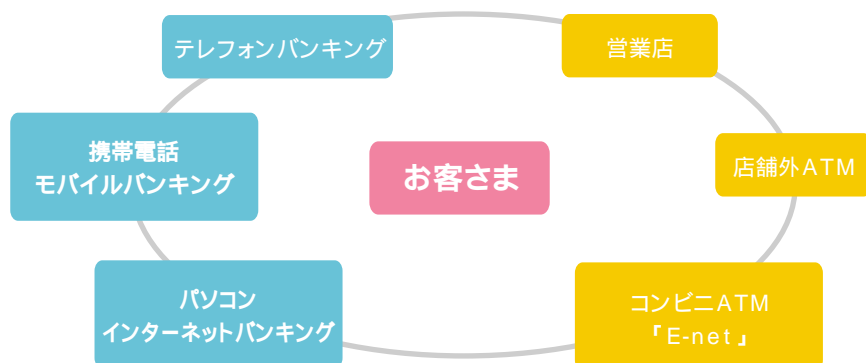 テレフォンバンキング
営業店
携帯電話
モバイルバンキング
お客さま
店舗外ATM
パソコン
インターネットバンキング
コンビニATM
「E-net」